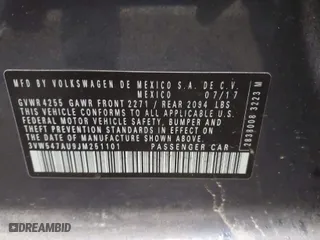 MFD BY VOLKSWAGEN DE MEXICO S.A. DE C.V.
MEXICO 07/17
GVWR 4255 GAWR FRONT 2271 / REAR 2094 LBS
THIS VEHICLE CONFORMS TO ALL APPLICABLE U.S.
FEDERAL MOTOR VEHICLE SAFETY, BUMPER AND
THEFT PREVENTION STANDARDS IN EFFECT ON THE
DATE OF MANUFACTURE SHOWN ABOVE
3VW547AU9JM251101 PASSENGER CAR
2838008 3223 M